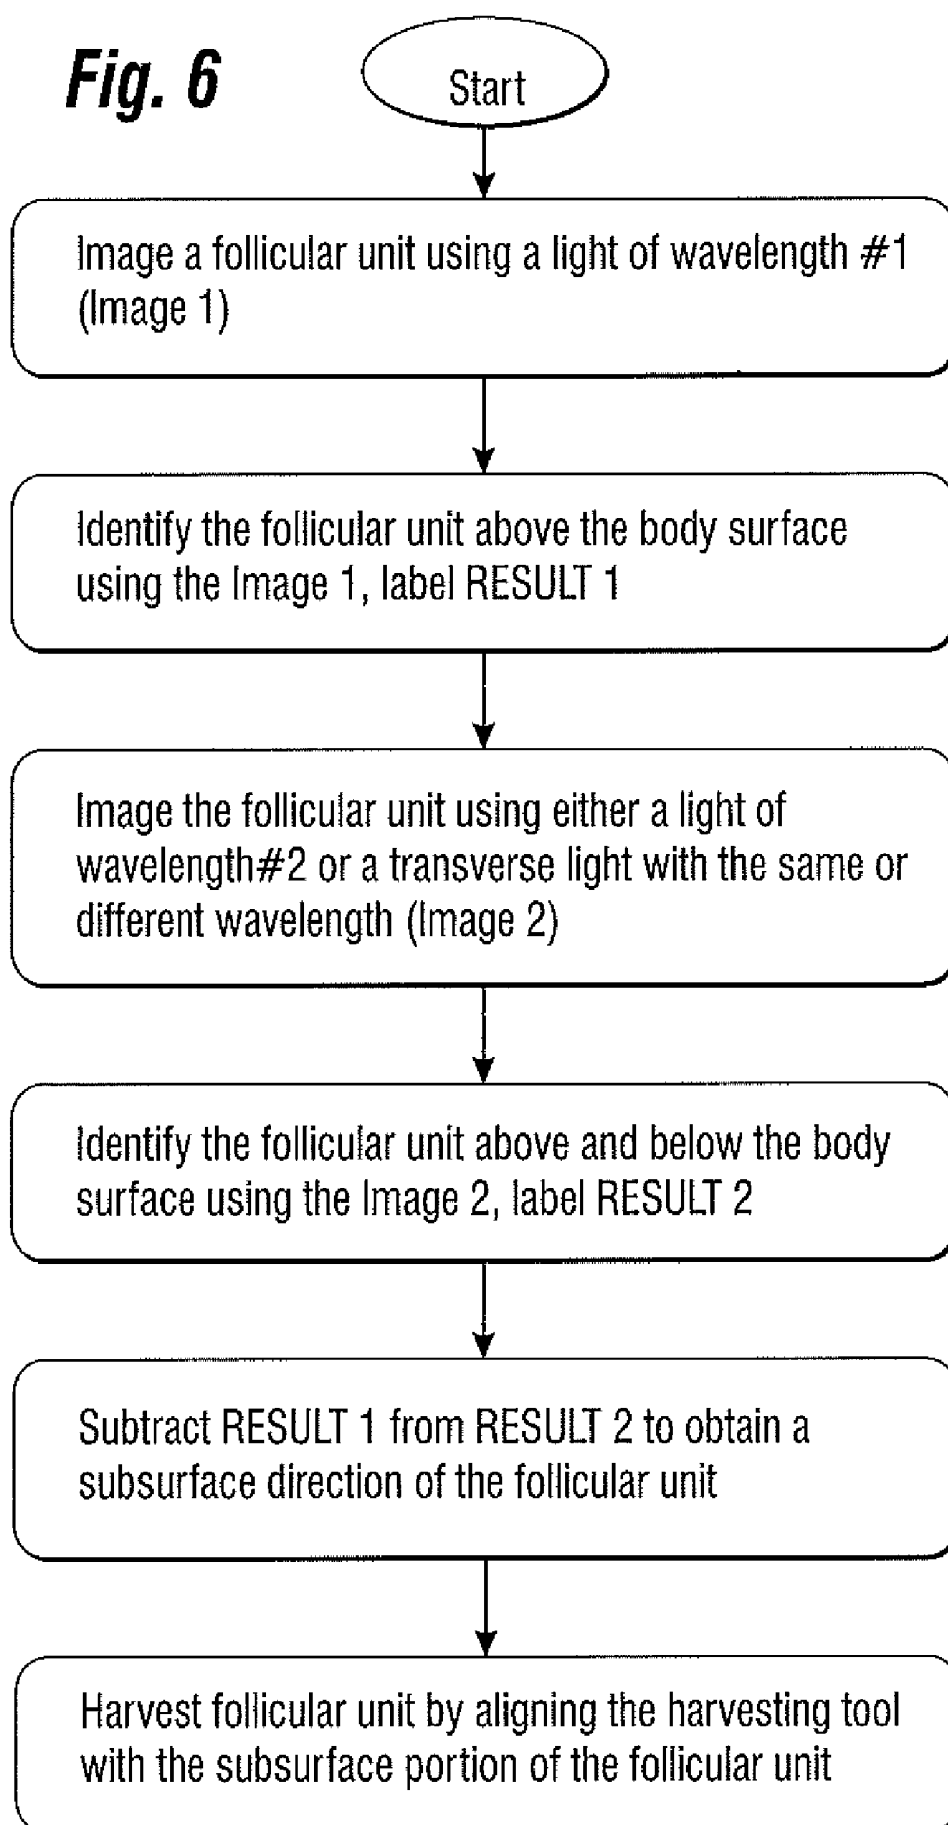 Fig. 6
Start
Image a follicular unit using a light of wavelength #1
(Image 1)
Identify the follicular unit above the body surface
using the Image 1, label RESULT 1
Image the follicular unit using either a light of
wavelength#2 or a transverse light with the same or
different wavelength (Image 2)
Identify the follicular unit above and below the body
surface using the Image 2, label RESULT 2
Subtract RESULT 1 from RESULT 2 to obtain a
subsurface direction of the follicular unit
Harvest follicular unit by aligning the harvesting tool
with the subsurface portion of the follicular unit